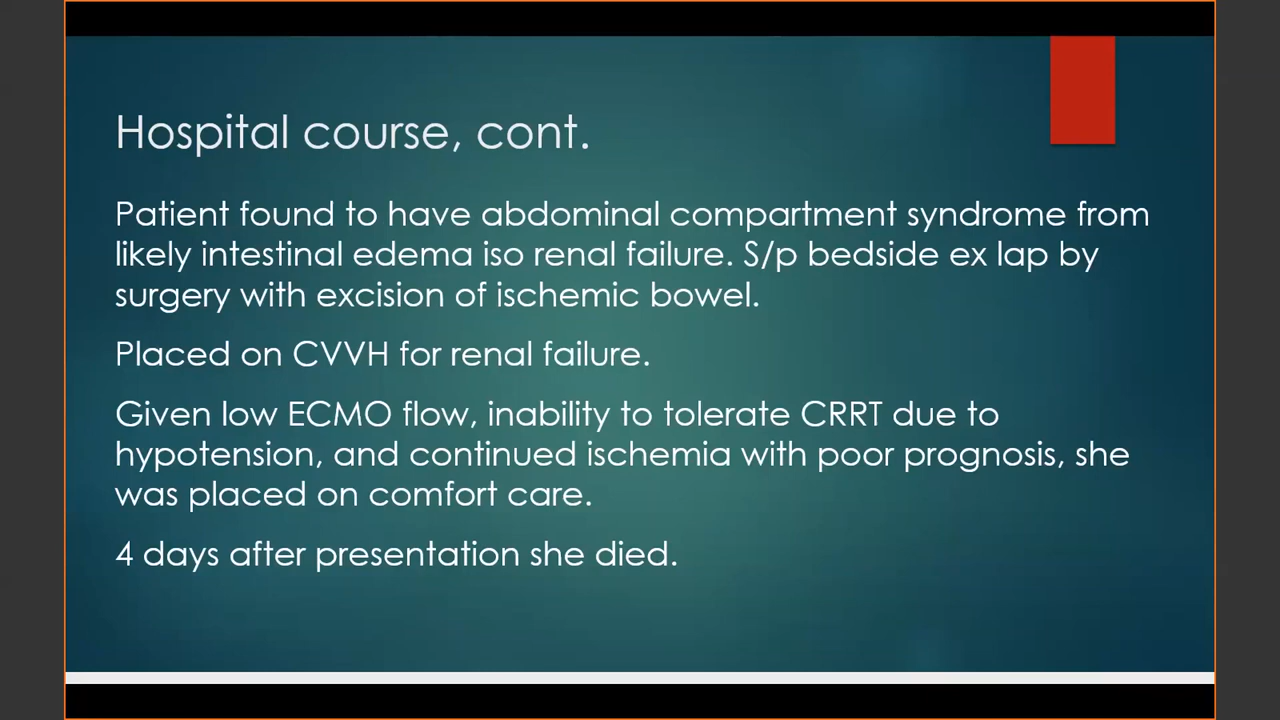 Hospital course, cont.
Patient found to have abdominal compartment syndrome from
likely intestinal edema iso renal failure. S/p bedside ex lap by
surgery with excision of ischemic bowel.
Placed on CVVH for renal failure.
Given low ECMO flow, inability to tolerate CRRT due to
hypotension, and continued ischemia with poor prognosis, she
was placed on comfort care.
4 days after presentation she died.